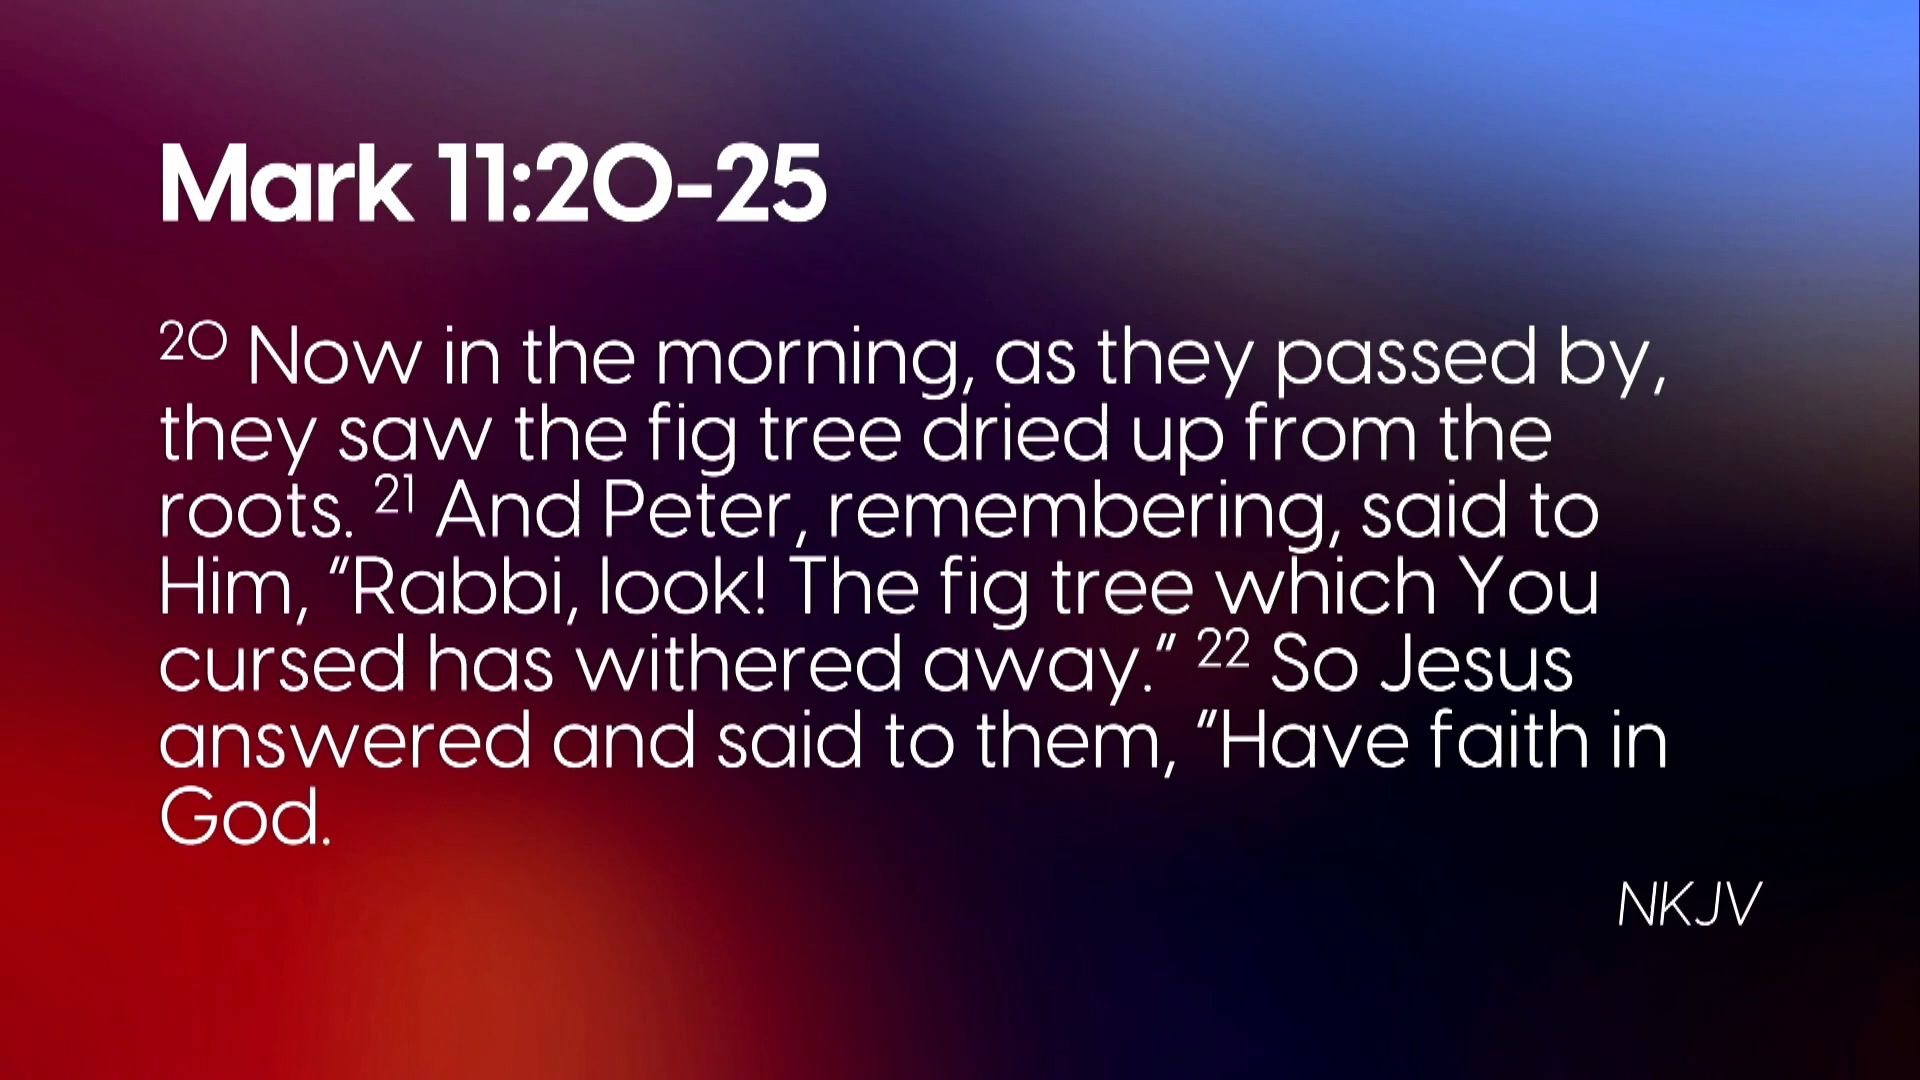 Mark 11:20-25
20 Now in the morning, as they passed by,
they saw the fig tree dried up from the
roots. 21 And Peter, remembering, said to
Him, “Rabbi, look! The fig tree which You
cursed has withered away.” 22 So Jesus
answered and said to them, “Have faith in
God.
NKJV